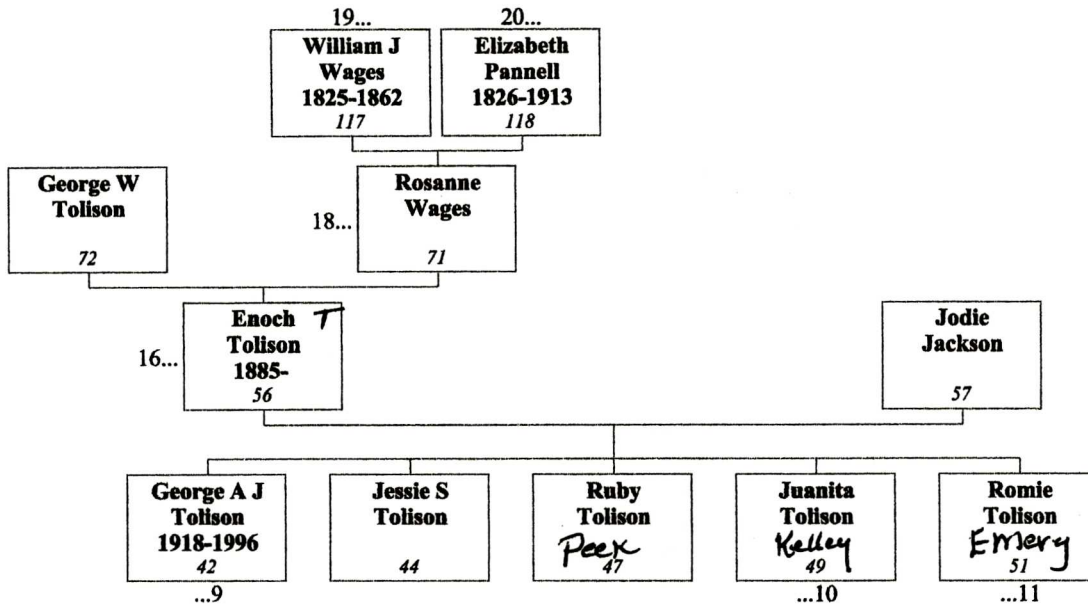 19...
20...
William J
Wages
1825-1862
117
Elizabeth
Pannell
1826-1913
118
George W
Tolison
72
18...
Rosanne
Wages
71
16...
Enoch T
Tolison
1885-
56
Jodie
Jackson
57
George A J
Tolison
1918-1996
42
...9
Jessie S
Tolison
44
Ruby
Tolison
Peek
47
Juanita
Tolison
Kelley
49
...10
Romie
Tolison
Emery
51
...11